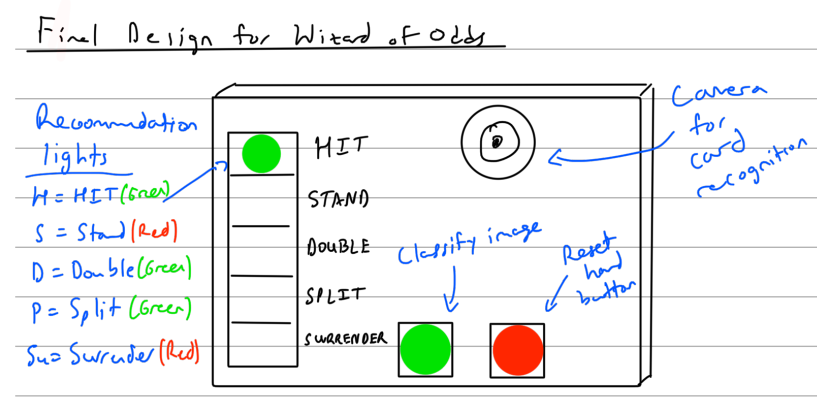 Final Design for Wizard of Odds
Recommendation
lights
H = HIT (Green)
S = Stand (Red)
D = Double (Green)
P = Split (Green)
Su = Surrender (Red)
HIT
STAND
DOUBLE
SPLIT
SURRENDER
Camera
for
card
recognition
Classify image
Reset
hand
button